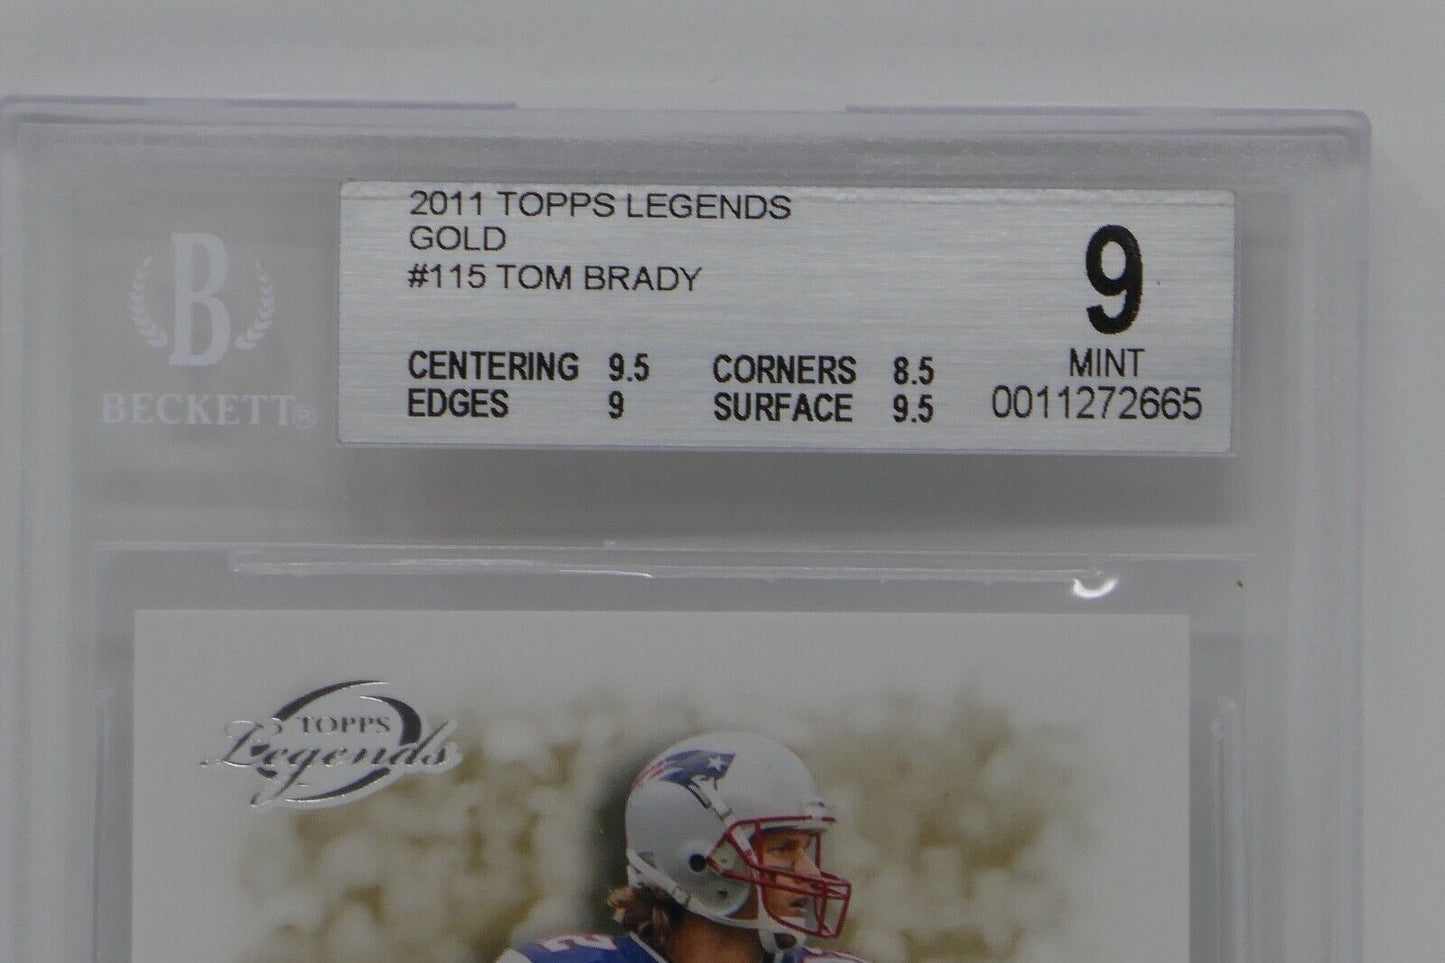 2011 TOPPS LEGENDS
GOLD
#115 TOM BRADY
9
MINT
0011272665
CENTERING 9.5 CORNERS 8.5
EDGES 9 SURFACE 9.5
B
BECKETT®
TOPPS
Legends
2